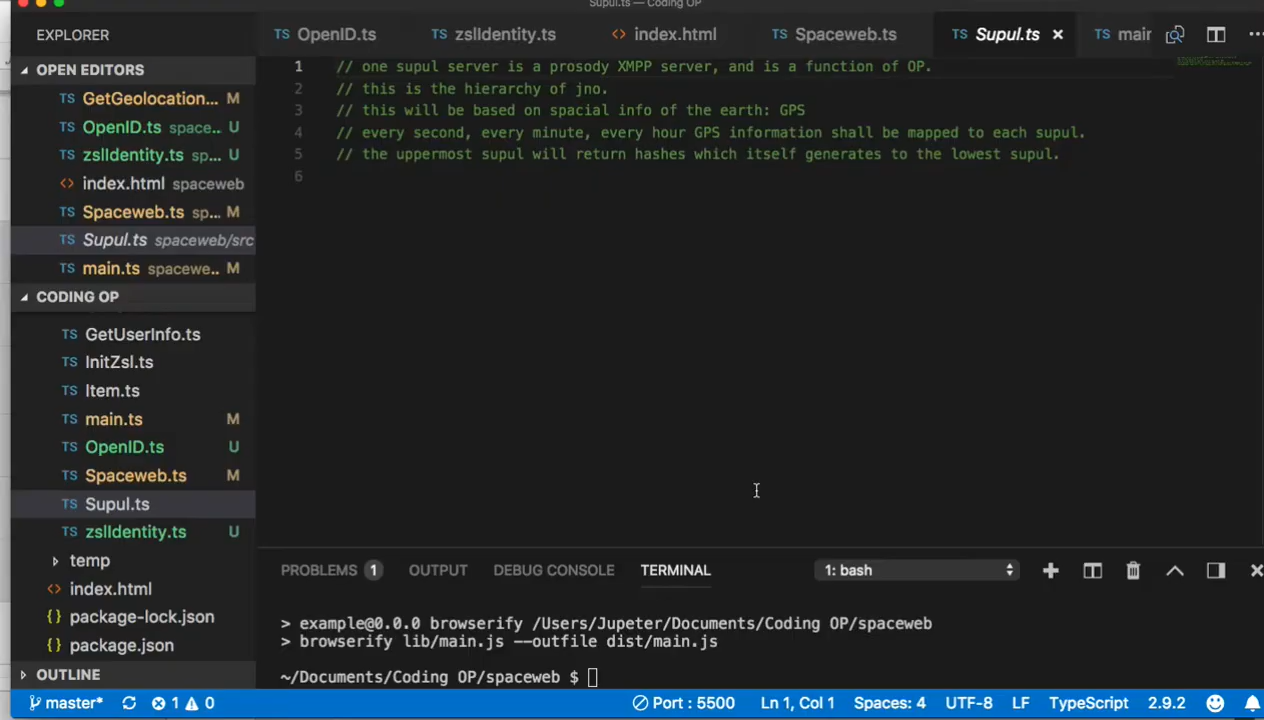 Supul.ts — Coding OP
EXPLORER
TS OpenID.ts TS zslIdentity.ts <> index.html TS Spaceweb.ts TS Supul.ts × TS main
OPEN EDITORS
TS GetGeolocation... M
TS OpenID.ts space... U
TS zslIdentity.ts sp... U
<> index.html spaceweb
TS Spaceweb.ts sp... M
TS Supul.ts spaceweb/src
TS main.ts spacewe.. M
CODING OP
TS GetUserInfo.ts
TS InitZsl.ts
TS Item.ts
TS main.ts M
TS OpenID.ts U
TS Spaceweb.ts M
TS Supul.ts
TS zslIdentity.ts U
temp
<> index.html
{} package-lock.json
{} package.json
OUTLINE
1 // one supul server is a prosody XMPP server, and is a function of OP.
2 // this is the hierarchy of jno.
3 // this will be based on spacial info of the earth: GPS
4 // every second, every minute, every hour GPS information shall be mapped to each supul.
5 // the uppermost supul will return hashes which itself generates to the lowest supul.
6
PROBLEMS 1 OUTPUT DEBUG CONSOLE TERMINAL 1: bash
> example@0.0.0 browserify /Users/Jupeter/Documents/Coding OP/spaceweb
> browserify lib/main.js --outfile dist/main.js
~/Documents/Coding OP/spaceweb $
master* 1 0 Port : 5500 Ln 1, Col 1 Spaces: 4 UTF-8 LF TypeScript 2.9.2